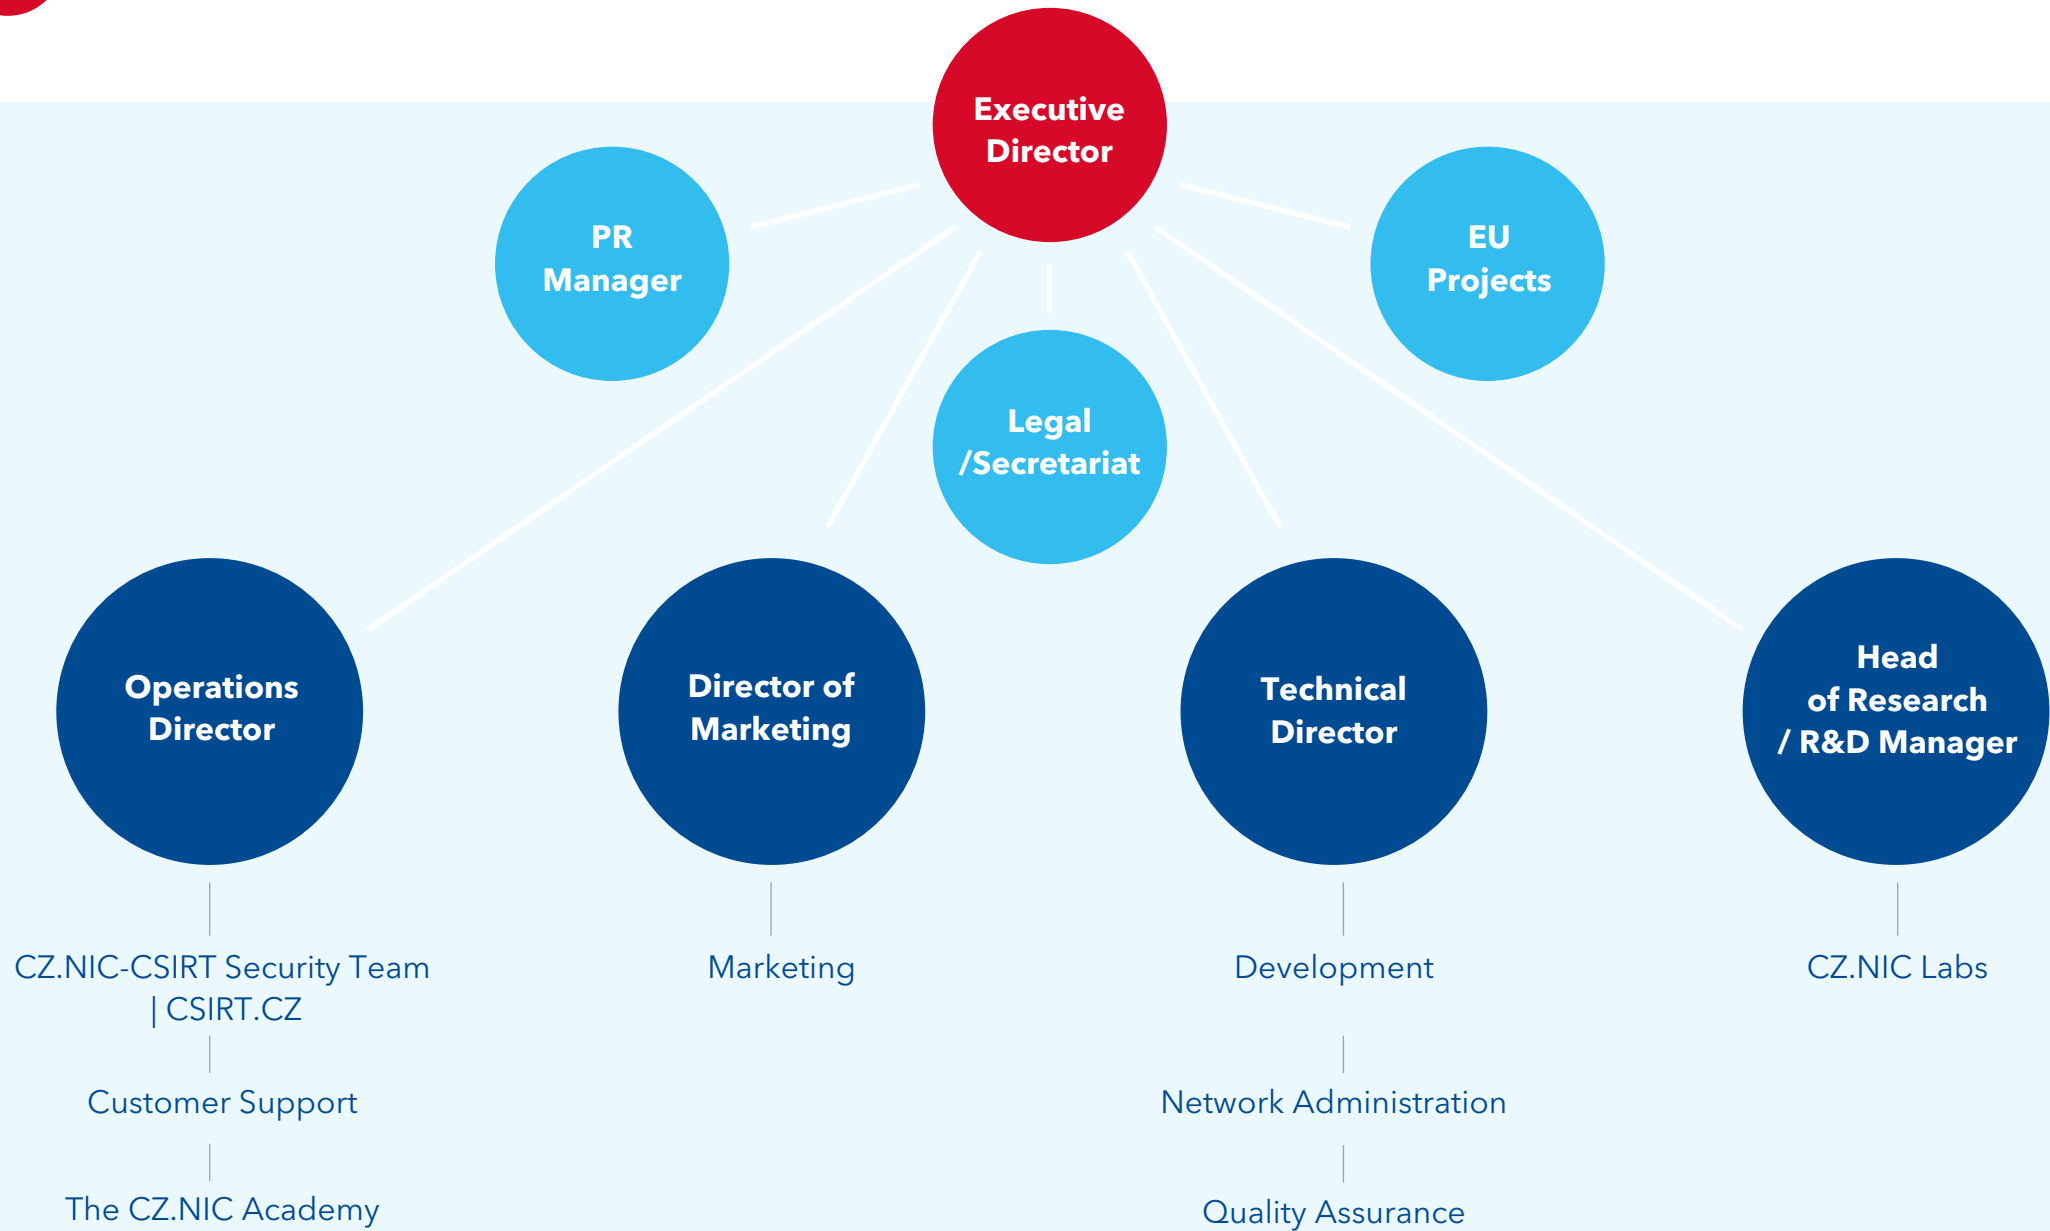 Executive
Director
PR
Manager
EU
Projects
Legal
/Secretariat
Operations
Director
Director of
Marketing
Technical
Director
Head
of Research
/ R&D Manager
CZ.NIC-CSIRT Security Team
| CSIRT.CZ
Customer Support
The CZ.NIC Academy
Marketing
Development
Network Administration
Quality Assurance
CZ.NIC Labs